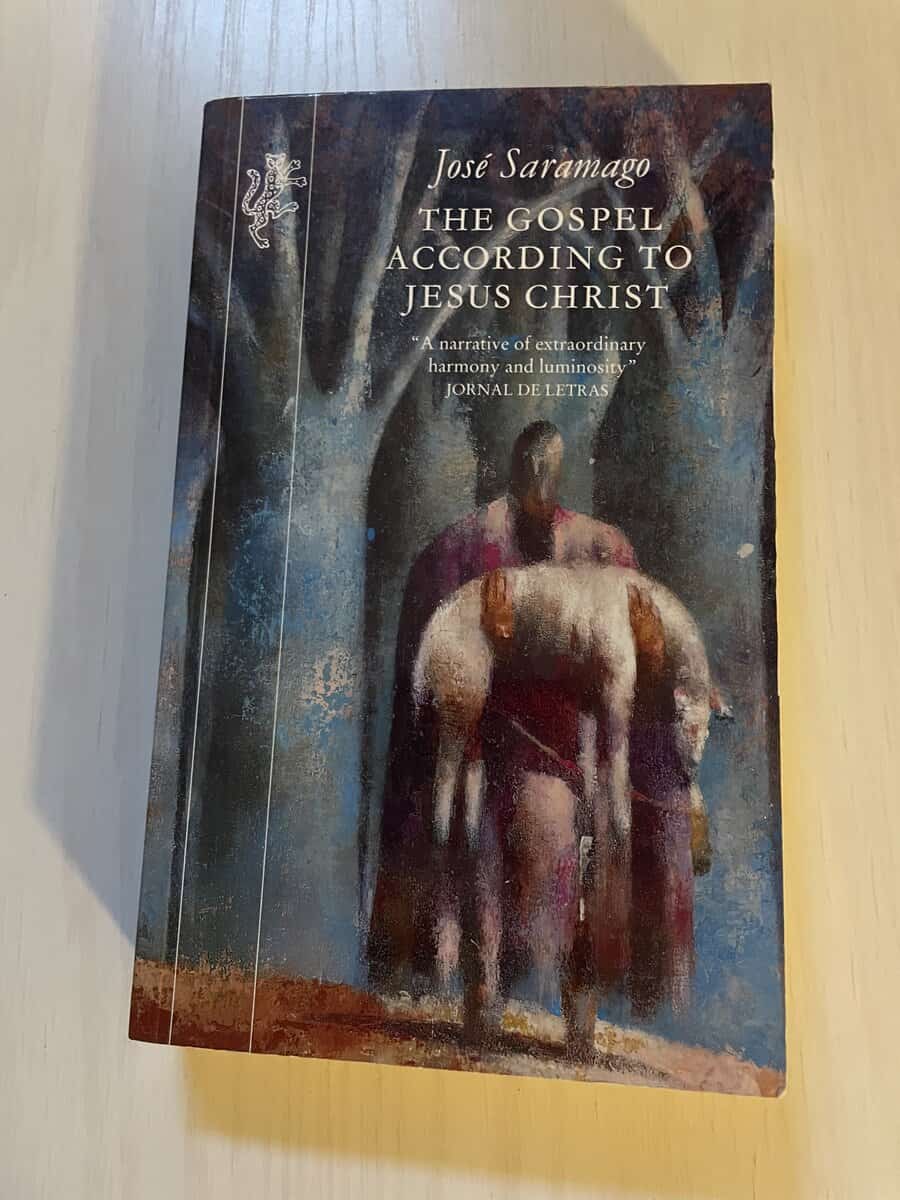 José Saramago
THE GOSPEL
ACCORDING TO
JESUS CHRIST
“A narrative of extraordinary
harmony and luminosity”
JORNAL DE LETRAS